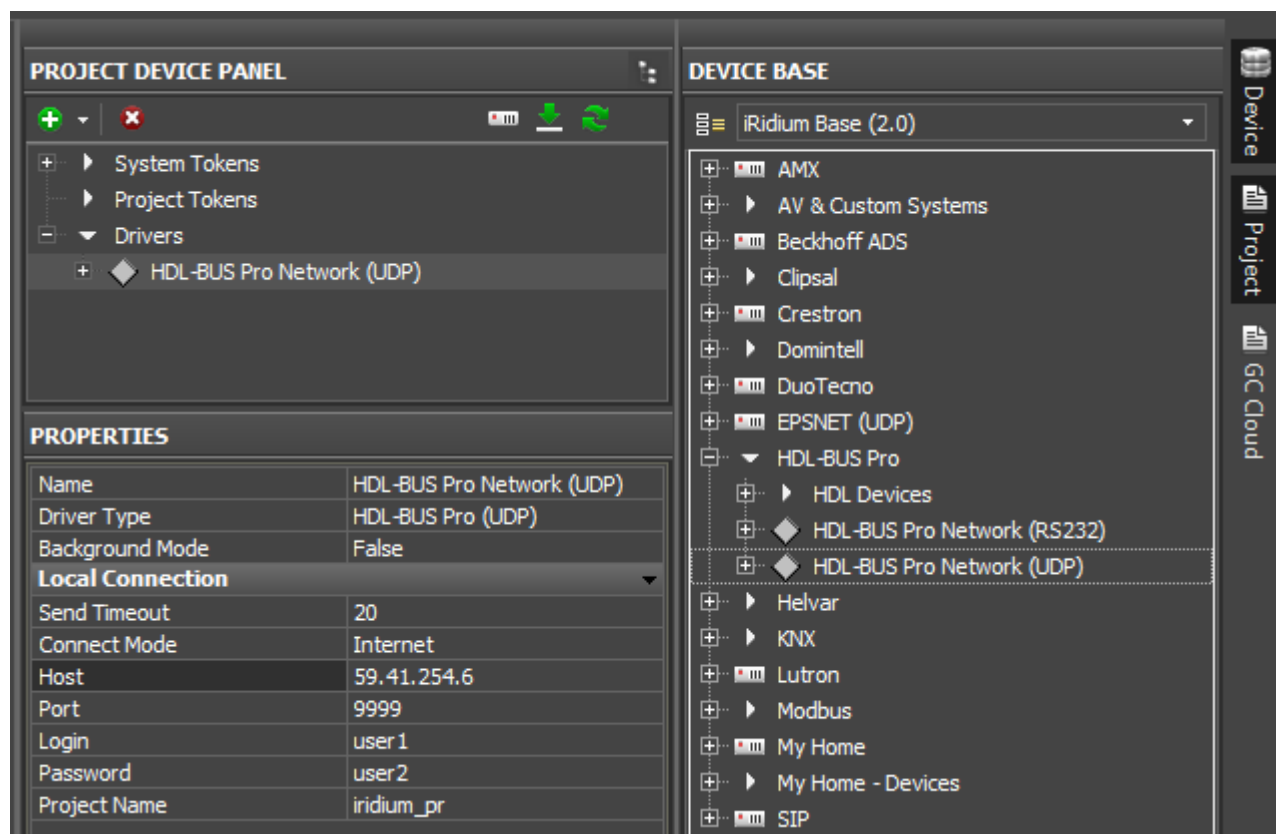 PROJECT DEVICE PANEL
System Tokens
Project Tokens
Drivers
HDL-BUS Pro Network (UDP)
PROPERTIES
Name HDL-BUS Pro Network (UDP)
Driver Type HDL-BUS Pro (UDP)
Background Mode False
Local Connection
Send Timeout 20
Connect Mode Internet
Host 59.41.254.6
Port 9999
Login user1
Password user2
Project Name iridium_pr
DEVICE BASE
iRidium Base (2.0)
AMX
AV & Custom Systems
Beckhoff ADS
Clipsal
Crestron
Domintell
DuoTecno
EPSNET (UDP)
HDL-BUS Pro
HDL Devices
HDL-BUS Pro Network (RS232)
HDL-BUS Pro Network (UDP)
Helvar
KNX
Lutron
Modbus
My Home
My Home - Devices
SIP
Device
Project
GC Cloud